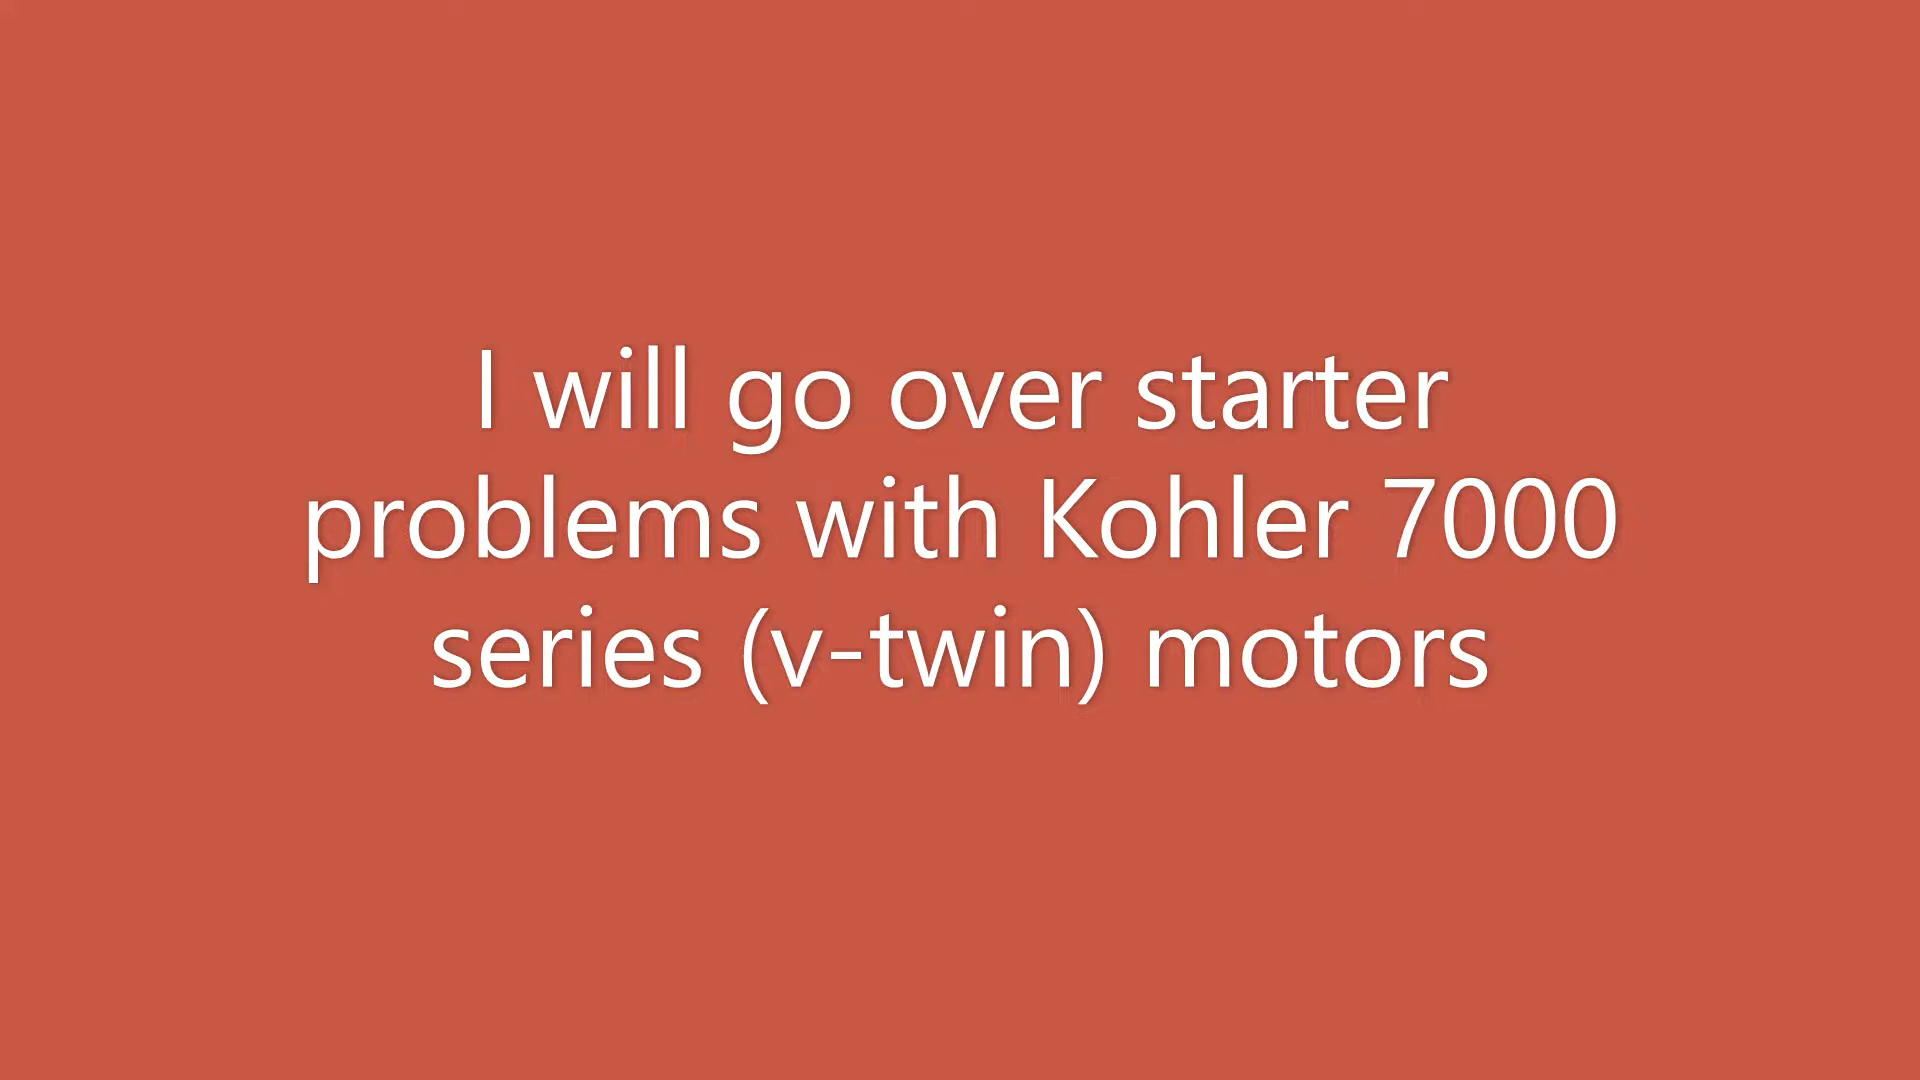 I will go over starter
problems with Kohler 7000
series (v-twin) motors